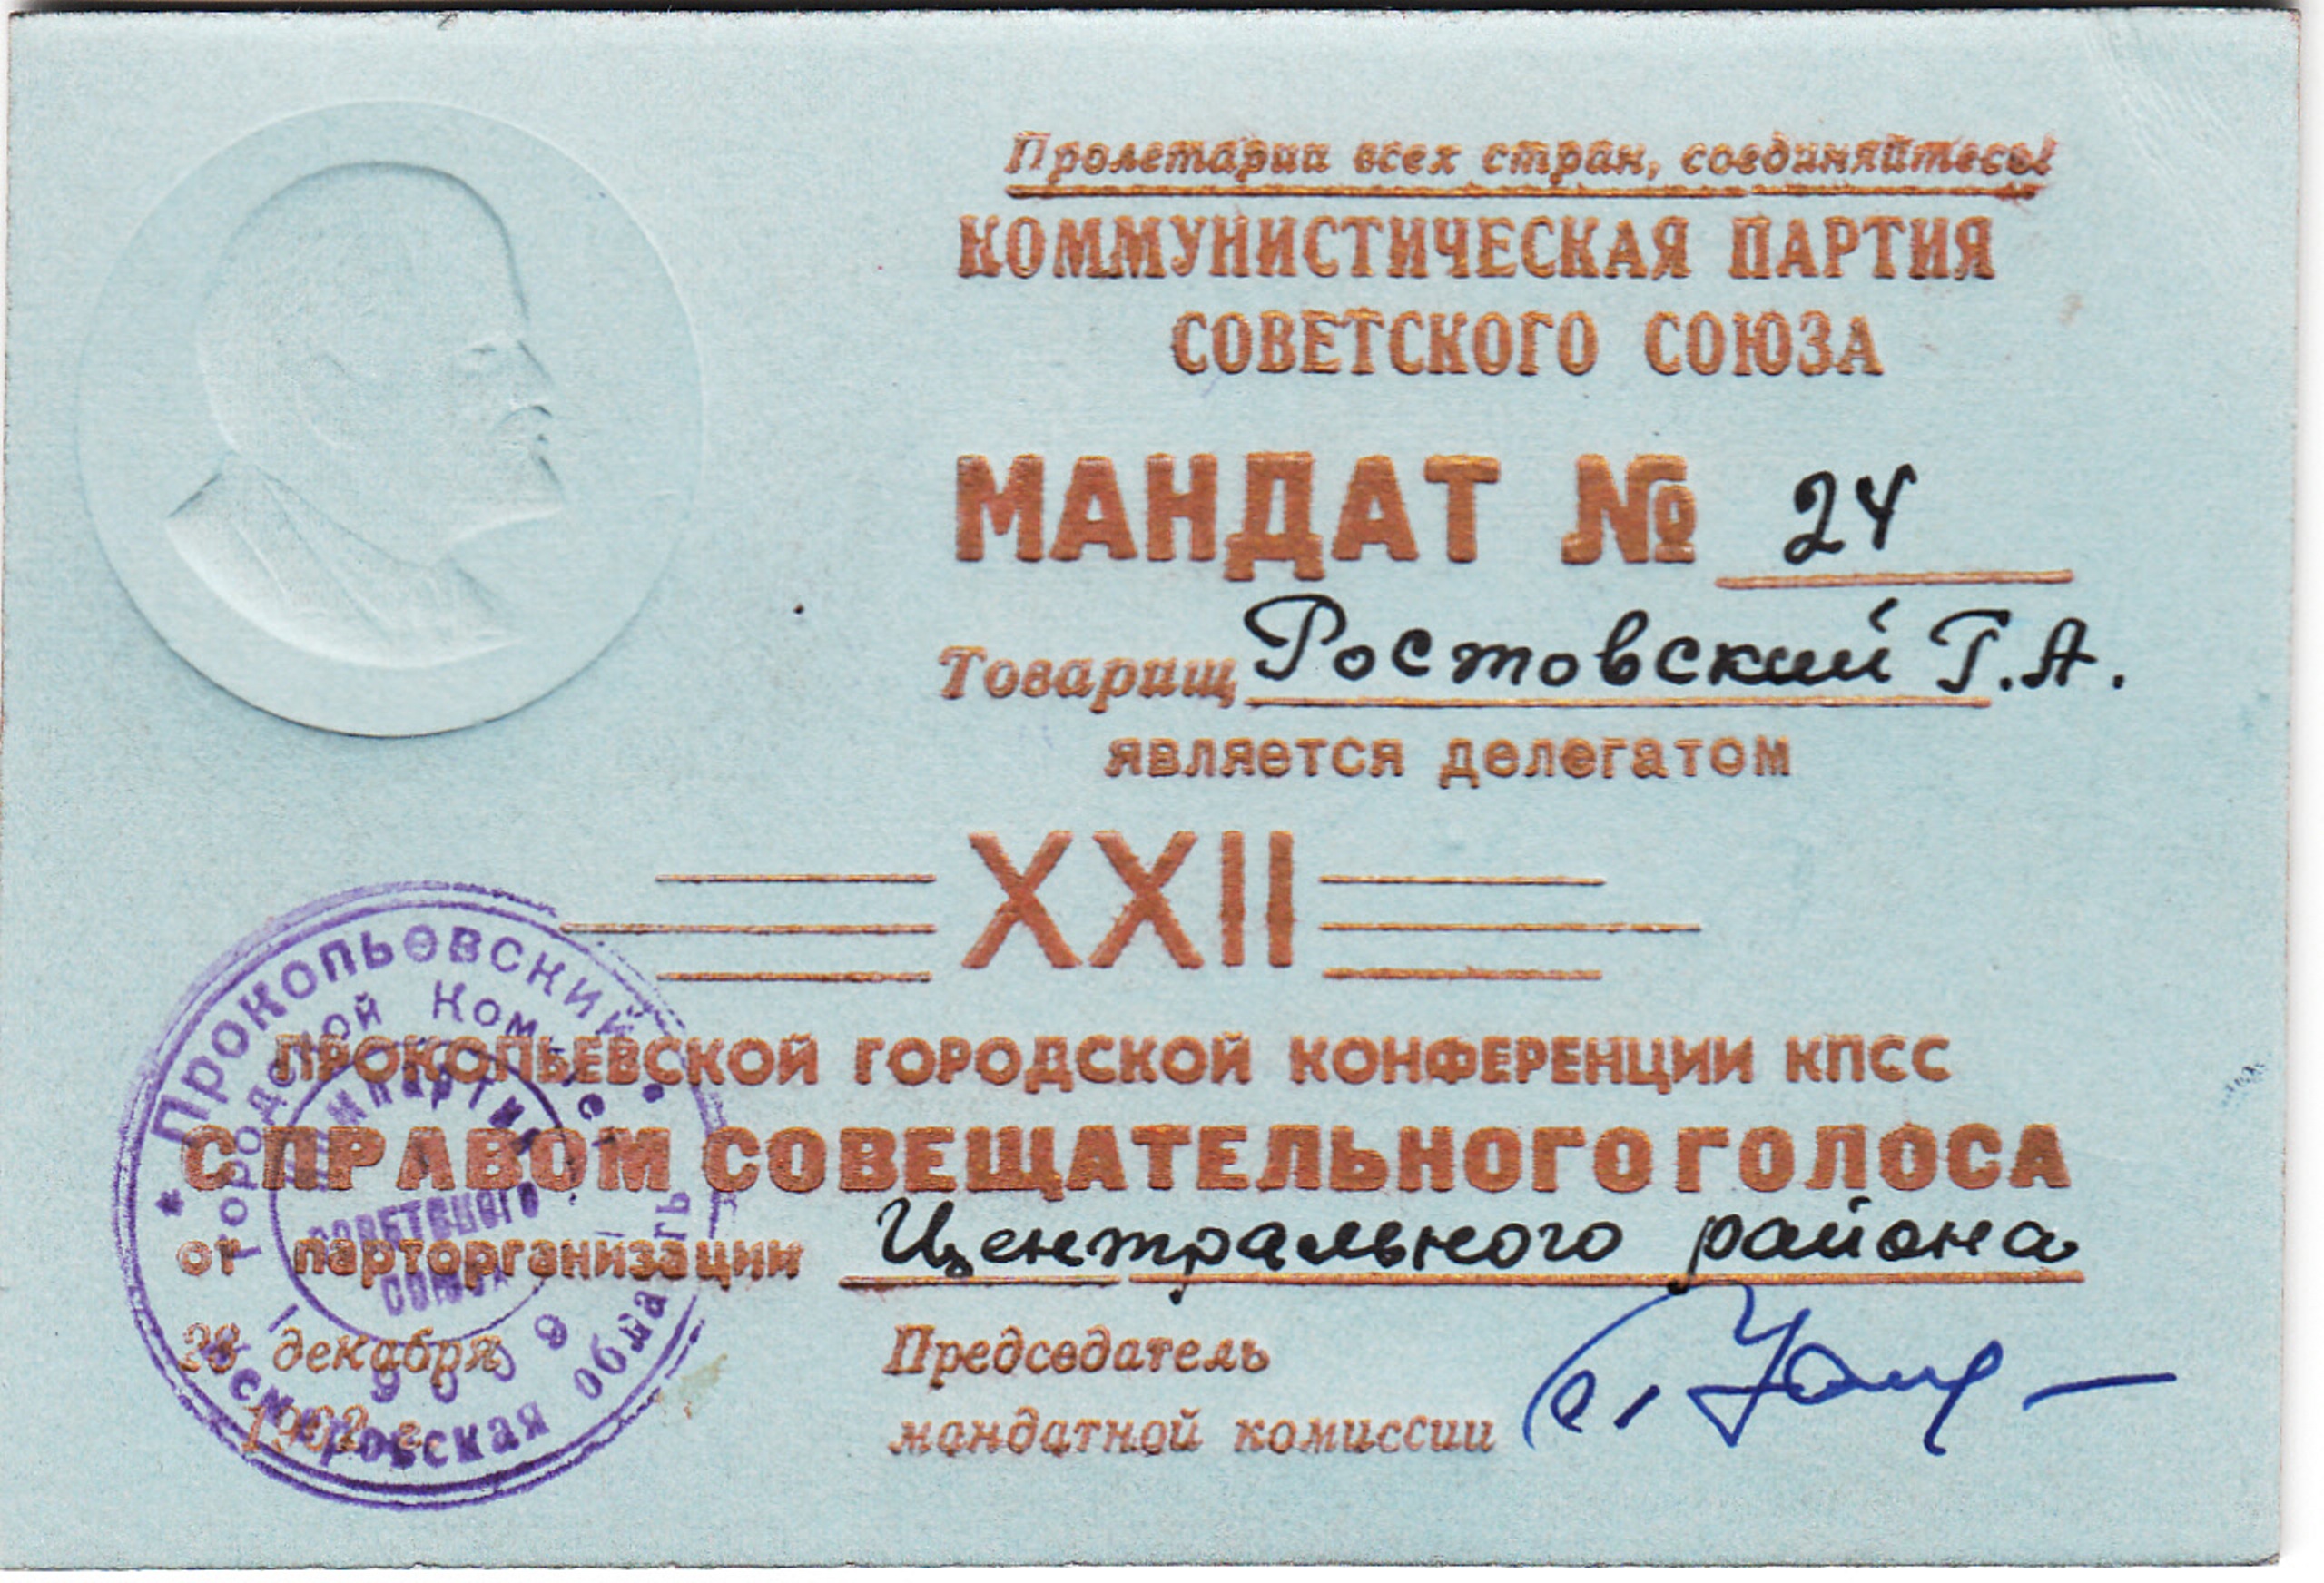 Пролетарии всех стран, соединяйтесь!
КОММУНИСТИЧЕСКАЯ ПАРТИЯ
СОВЕТСКОГО СОЮЗА
МАНДАТ № 24
Товарищ Ростовский Г.А.
является делегатом
XXII
ПРОКОПЬЕВСКОЙ ГОРОДСКОЙ КОНФЕРЕНЦИИ КПСС
С ПРАВОМ СОВЕЩАТЕЛЬНОГО ГОЛОСА
от парторганизации Центрального района
28 декабря
1962 г.
Председатель
мандатной комиссии
Прокопьевский
Городской Комитет
Компартии
Советского
Союза
Кемеровская область